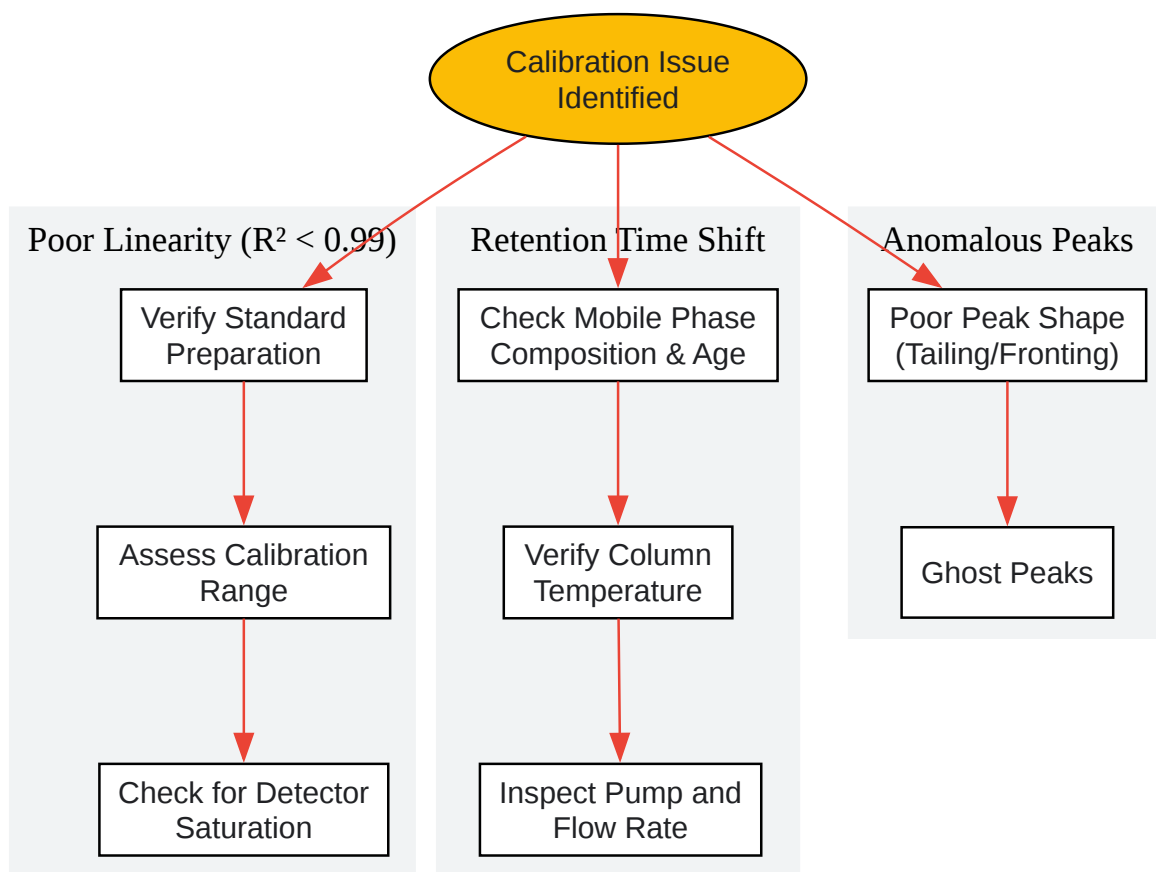 Calibration Issue
Identified
Poor Linearity (R² < 0.99)
Verify Standard
Preparation
Assess Calibration
Range
Check for Detector
Saturation
Retention Time Shift
Check Mobile Phase
Composition & Age
Verify Column
Temperature
Inspect Pump and
Flow Rate
Anomalous Peaks
Poor Peak Shape
(Tailing/Fronting)
Ghost Peaks